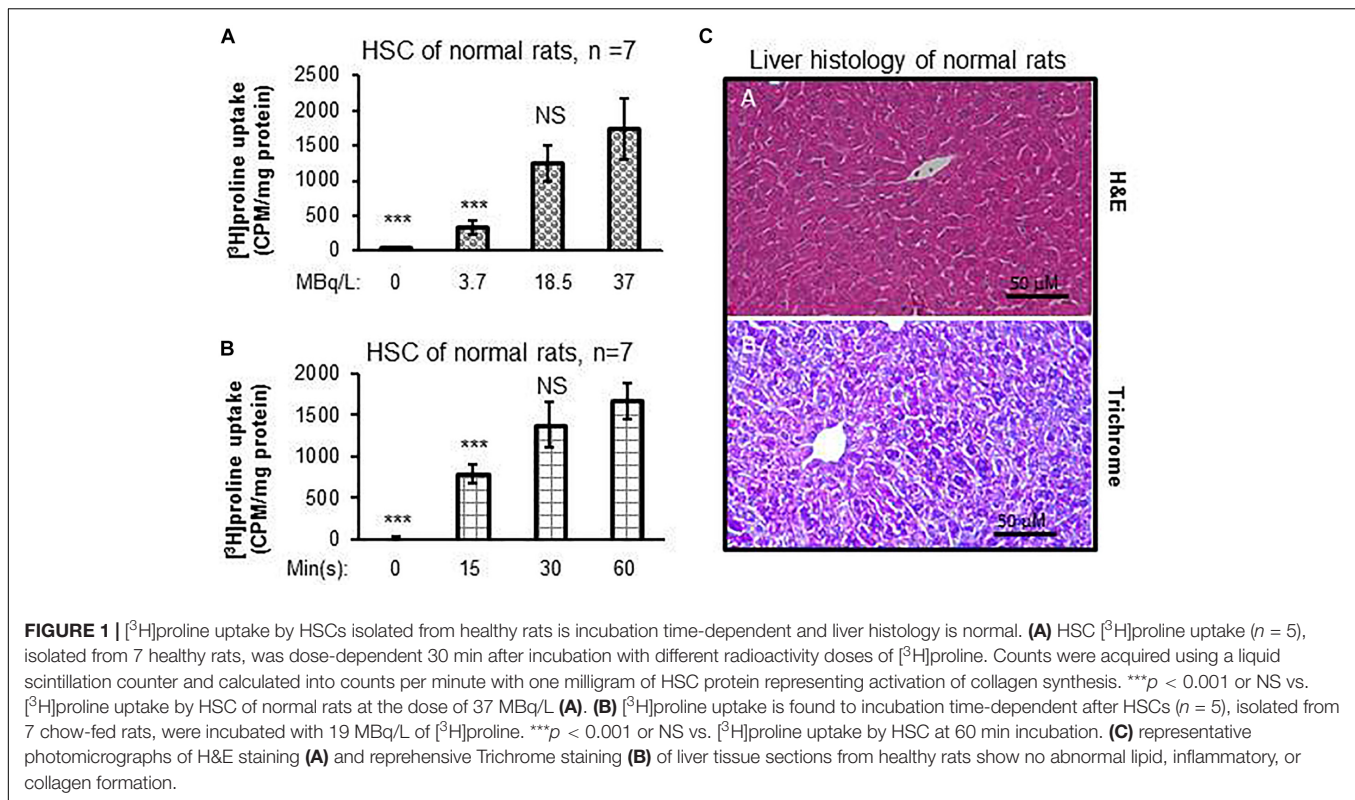 A
HSC of normal rats, n =7
[³H]proline uptake
(CPM/mg protein)
2500
2000
1500
1000
500
0
***
***
NS
MBq/L: 0 3.7 18.5 37
B
HSC of normal rats, n=7
[³H]proline uptake
(CPM/mg protein)
2000
1500
1000
500
0
***
***
NS
Min(s): 0 15 30 60
C
Liver histology of normal rats
A
50 µM
H&E
B
50 µM
Trichrome
FIGURE 1 | [³H]proline uptake by HSCs isolated from healthy rats is incubation time-dependent and liver histology is normal. (A) HSC [³H]proline uptake (n = 5),
isolated from 7 healthy rats, was dose-dependent 30 min after incubation with different radioactivity doses of [³H]proline. Counts were acquired using a liquid
scintillation counter and calculated into counts per minute with one milligram of HSC protein representing activation of collagen synthesis. ***p < 0.001 or NS vs.
[³H]proline uptake by HSC of normal rats at the dose of 37 MBq/L (A). (B) [³H]proline uptake is found to incubation time-dependent after HSCs (n = 5), isolated from
7 chow-fed rats, were incubated with 19 MBq/L of [³H]proline. ***p < 0.001 or NS vs. [³H]proline uptake by HSC at 60 min incubation. (C) representative
photomicrographs of H&E staining (A) and reprehensive Trichrome staining (B) of liver tissue sections from healthy rats show no abnormal lipid, inflammatory, or
collagen formation.